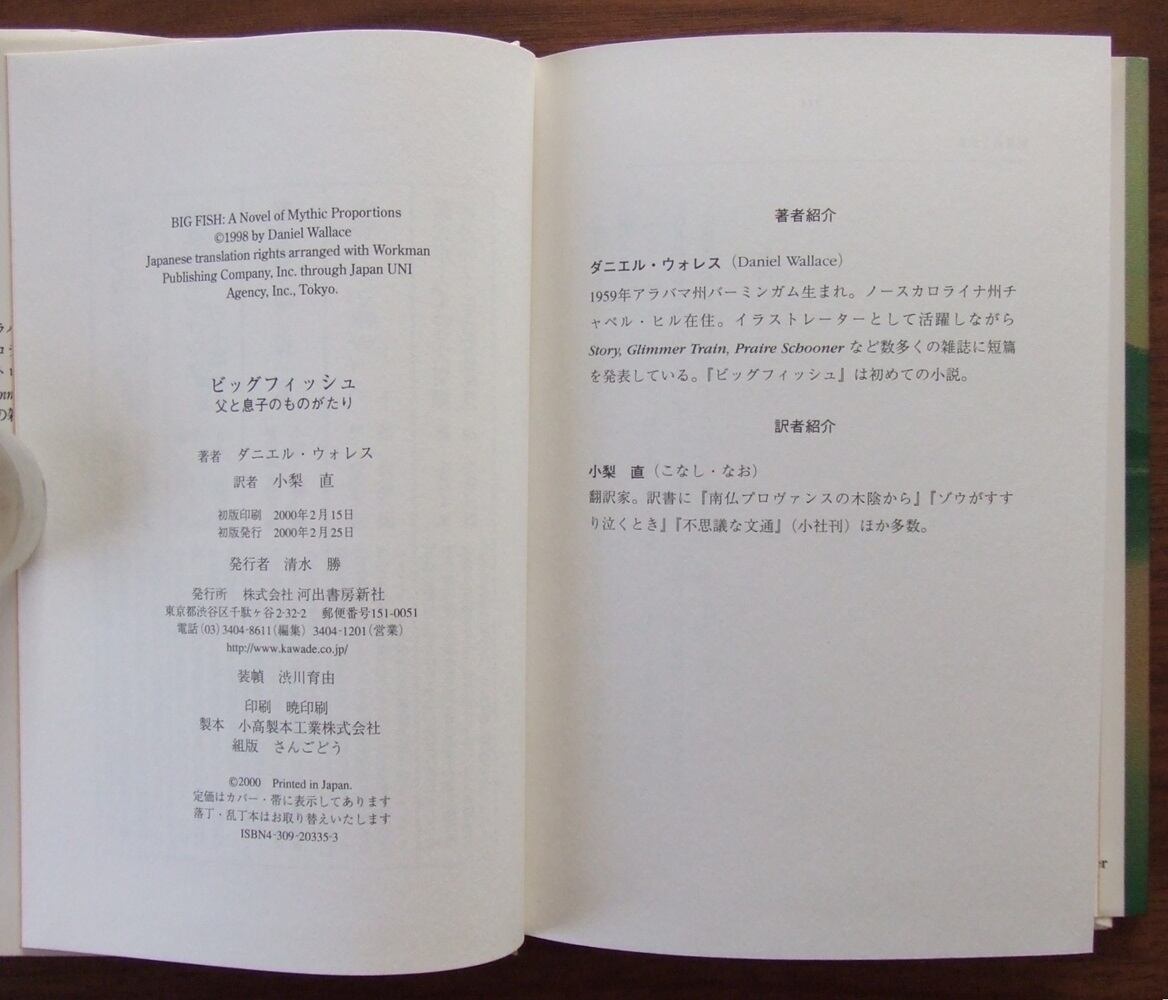 BIG FISH: A Novel of Mythic Proportions
©1998 by Daniel Wallace
Japanese translation rights arranged with Workman
Publishing Company, Inc. through Japan UNI
Agency, Inc., Tokyo.
ビッグフィッシュ
父と息子のものがたり
著者 ダニエル・ウォレス
訳者 小梨 直
初版印刷 2000年2月15日
初版発行 2000年2月25日
発行者 清水 勝
発行所 株式会社 河出書房新社
東京都渋谷区千駄ヶ谷2-32-2 郵便番号151-0051
電話(03)3404-8611(編集) 3404-1201(営業)
http://www.kawade.co.jp/
装幀 渋川育由
印刷 暁印刷
製本 小高製本工業株式会社
組版 さんごどう
©2000 Printed in Japan.
定価はカバー・帯に表示してあります
落丁・乱丁本はお取り替えいたします
ISBN4-309-20335-3
著者紹介
ダニエル・ウォレス(Daniel Wallace)
1959年アラバマ州バーミンガム生まれ。ノースカロライナ州チ
ャペル・ヒル在住。イラストレーターとして活躍しながら
Story, Glimmer Train, Praire Schooner など数多くの雑誌に短篇
を発表している。『ビッグフィッシュ』は初めての小説。
訳者紹介
小梨 直(こなし・なお)
翻訳家。訳書に『南仏プロヴァンスの木陰から』『ゾウがすす
り泣くとき』『不思議な文通』(小社刊)ほか多数。